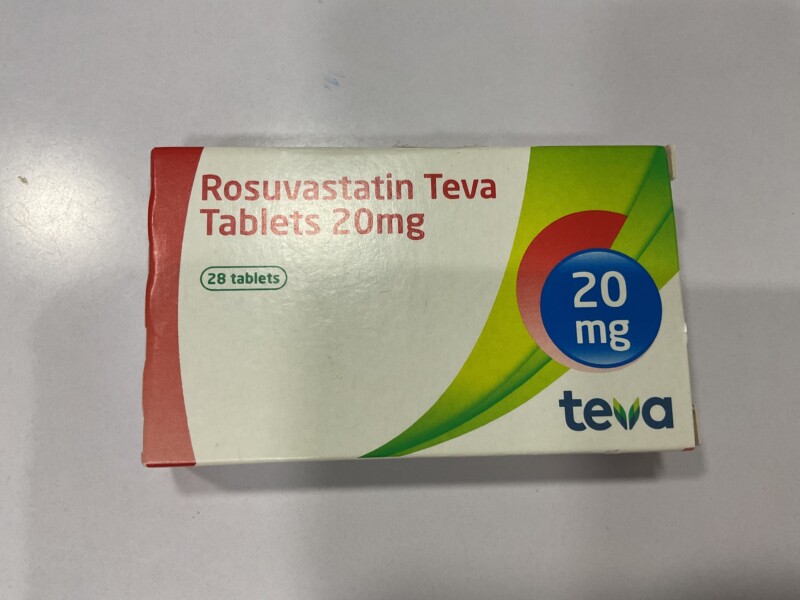 Rosuvastatin Teva
Tablets 20mg
28 tablets
20
mg
teva